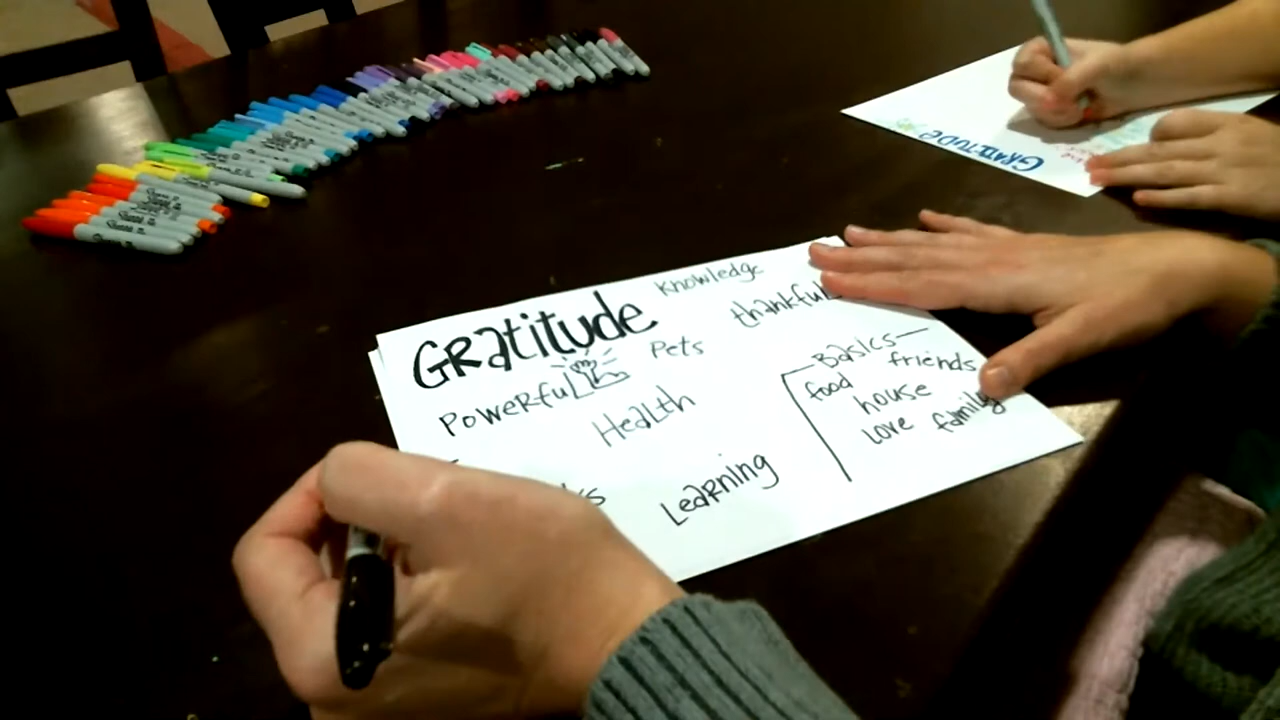 GRatitude
Knowledge
thankful
Powerful
Pets
Health
Learning
Basics
food
friends
house
love
family
GRATITUDE